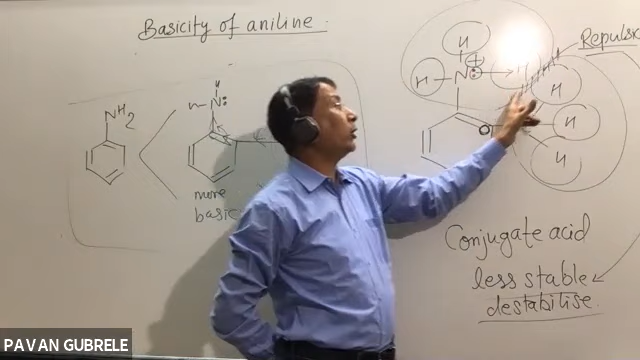 Basicity of aniline
NH2
H
N:
more
basic
H
H
N
⊕
H
H
H
H
Repulsi
Conjugate acid
less stable
destabilise.
PAVAN GUBRELE